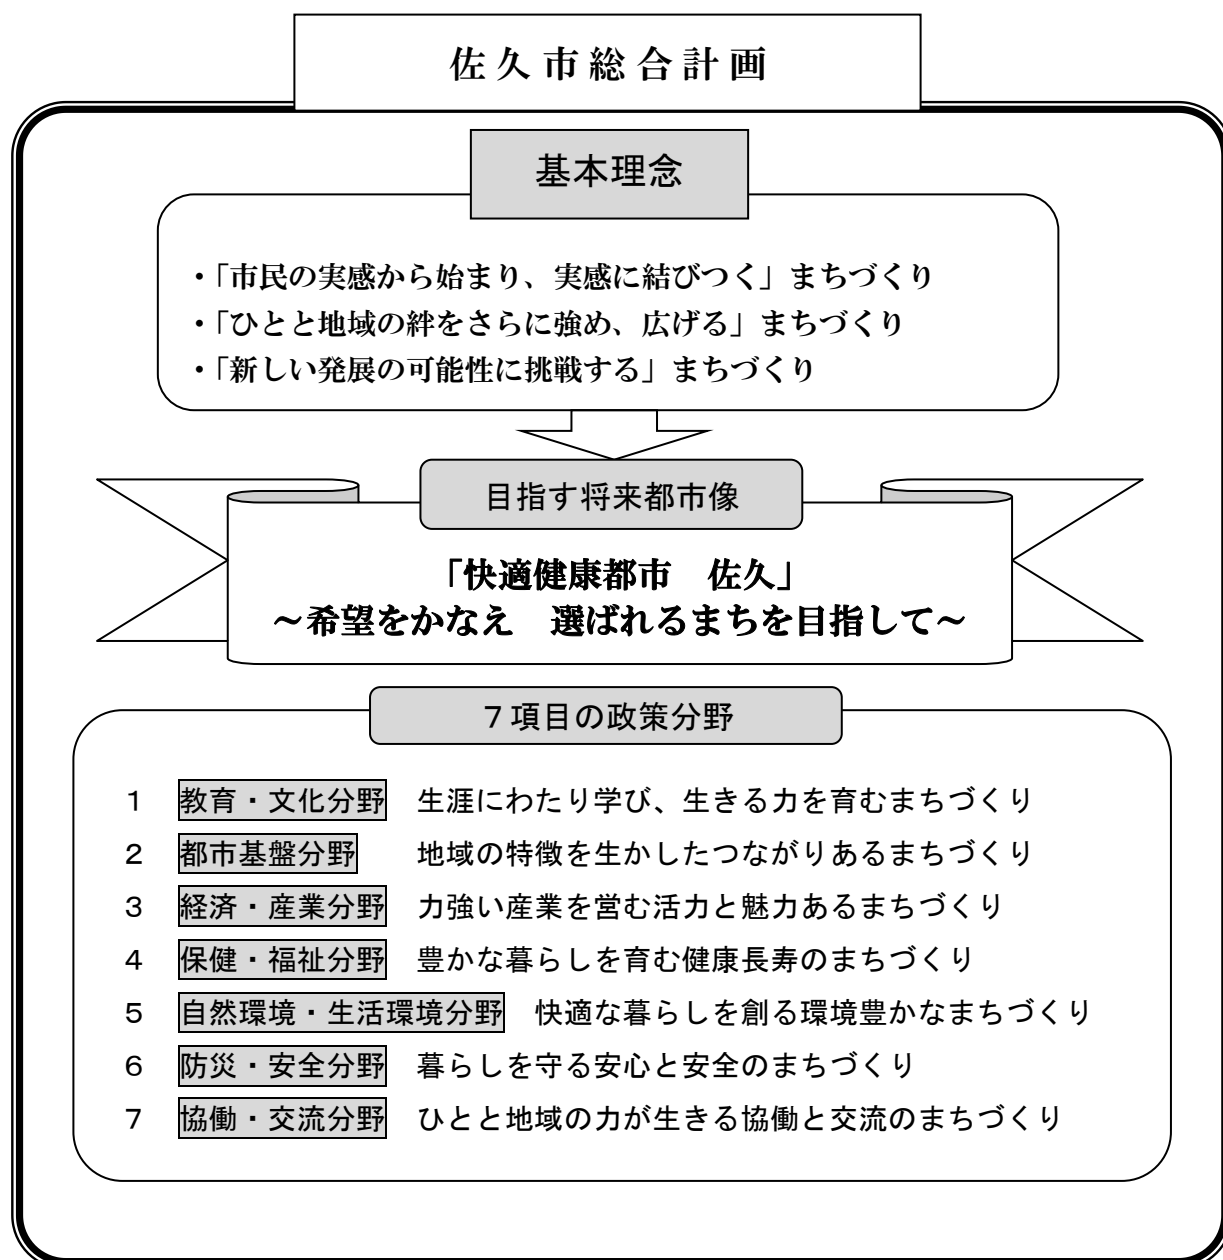 佐久市総合計画
基本理念
・「市民の実感から始まり、実感に結びつく」まちづくり
・「ひとと地域の絆をさらに強め、広げる」まちづくり
・「新しい発展の可能性に挑戦する」まちづくり
目指す将来都市像
「快適健康都市　佐久」
～希望をかなえ　選ばれるまちを目指して～
７項目の政策分野
１　教育・文化分野　生涯にわたり学び、生きる力を育むまちづくり
２　都市基盤分野　地域の特徴を生かしたつながりあるまちづくり
３　経済・産業分野　力強い産業を営む活力と魅力あるまちづくり
４　保健・福祉分野　豊かな暮らしを育む健康長寿のまちづくり
５　自然環境・生活環境分野　快適な暮らしを創る環境豊かなまちづくり
６　防災・安全分野　暮らしを守る安心と安全のまちづくり
７　協働・交流分野　ひとと地域の力が生きる協働と交流のまちづくり